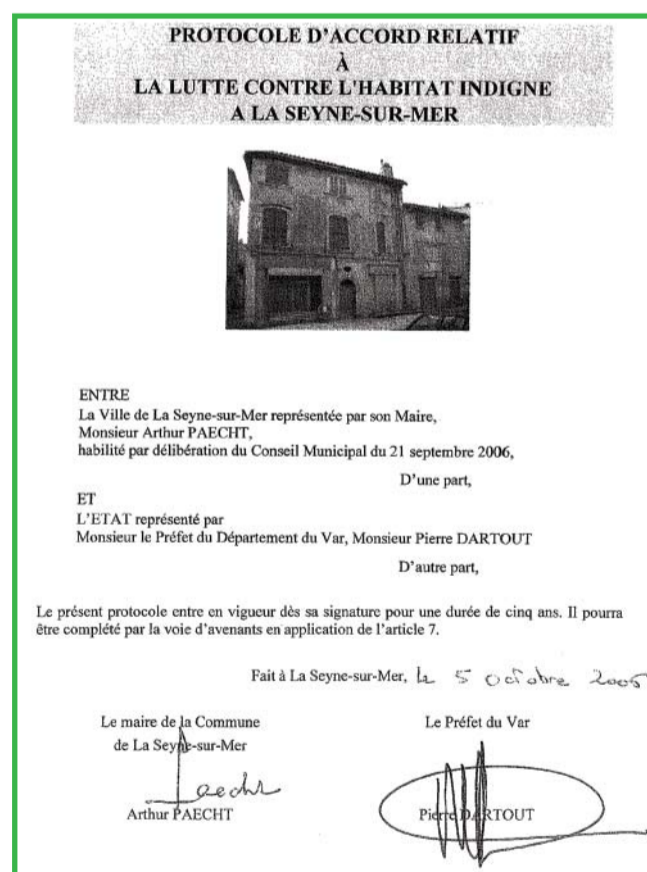 PROTOCOLE D'ACCORD RELATIF
À
LA LUTTE CONTRE L'HABITAT INDIGNE
A LA SEYNE-SUR-MER
ENTRE
La Ville de La Seyne-sur-Mer représentée par son Maire,
Monsieur Arthur PAECHT,
habilité par délibération du Conseil Municipal du 21 septembre 2006,
D'une part,
ET
L'ETAT représenté par
Monsieur le Préfet du Département du Var, Monsieur Pierre DARTOUT
D'autre part,
Le présent protocole entre en vigueur dès sa signature pour une durée de cinq ans. Il pourra
être complété par la voie d'avenants en application de l'article 7.
Fait à La Seyne-sur-Mer, le 5 octobre
Le maire de la Commune
de La Seyne-sur-Mer
Paecht
Arthur PAECHT
Le Préfet du Var
Pierre DARTOUT